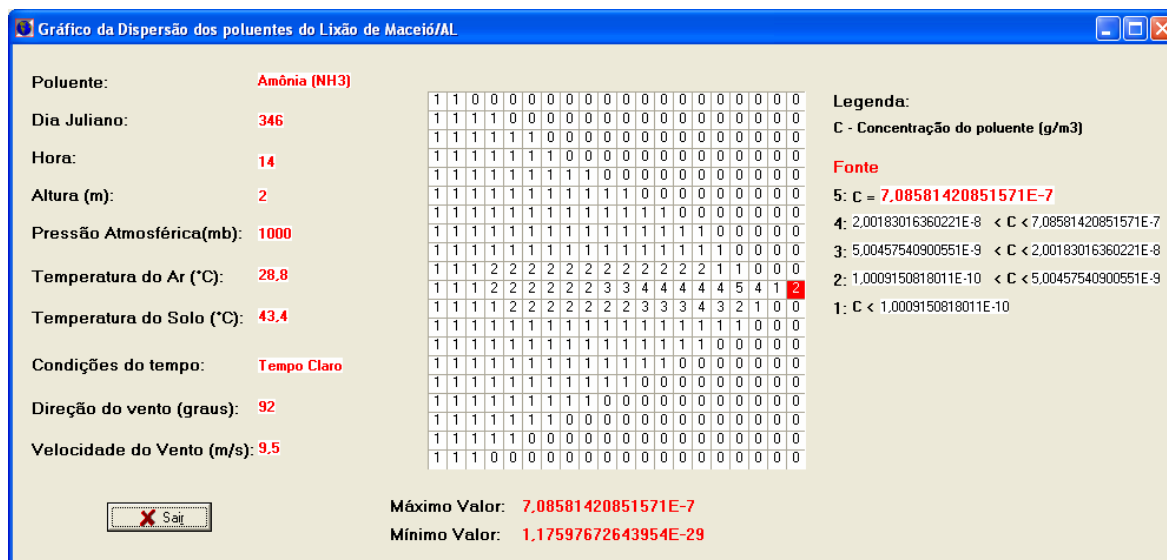 Gráfico da Dispersão dos poluentes do Lixão de Maceió/AL
Poluente: Amônia (NH3)
Dia Juliano: 346
Hora: 14
Altura (m): 2
Pressão Atmosférica(mb): 1000
Temperatura do Ar (°C): 28,8
Temperatura do Solo (°C): 43,4
Condições do tempo: Tempo Claro
Direção do vento (graus): 92
Velocidade do Vento (m/s): 9,5
Sair
1 1 0 0 0 0 0 0 0 0 0 0 0 0 0 0 0 0 0 0
1 1 1 1 0 0 0 0 0 0 0 0 0 0 0 0 0 0 0 0
1 1 1 1 1 1 0 0 0 0 0 0 0 0 0 0 0 0 0 0
1 1 1 1 1 1 1 0 0 0 0 0 0 0 0 0 0 0 0 0
1 1 1 1 1 1 1 1 1 0 0 0 0 0 0 0 0 0 0 0
1 1 1 1 1 1 1 1 1 1 1 0 0 0 0 0 0 0 0 0
1 1 1 1 1 1 1 1 1 1 1 1 1 0 0 0 0 0 0 0
1 1 1 1 1 1 1 1 1 1 1 1 1 1 1 0 0 0 0 0
1 1 1 1 1 1 1 1 1 1 1 1 1 1 1 1 0 0 0 0
1 1 1 2 2 2 2 2 2 2 2 2 2 2 2 1 1 0 0 0
1 1 1 2 2 2 2 2 2 3 3 4 4 4 4 4 5 4 1 2
1 1 1 1 2 2 2 2 2 2 2 3 3 3 4 3 2 1 0 0
1 1 1 1 1 1 1 1 1 1 1 1 1 1 1 1 1 0 0 0
1 1 1 1 1 1 1 1 1 1 1 1 1 1 1 0 0 0 0 0
1 1 1 1 1 1 1 1 1 1 1 1 1 0 0 0 0 0 0 0
1 1 1 1 1 1 1 1 1 1 1 0 0 0 0 0 0 0 0 0
1 1 1 1 1 1 1 1 1 0 0 0 0 0 0 0 0 0 0 0
1 1 1 1 1 1 1 0 0 0 0 0 0 0 0 0 0 0 0 0
1 1 1 1 1 0 0 0 0 0 0 0 0 0 0 0 0 0 0 0
1 1 1 0 0 0 0 0 0 0 0 0 0 0 0 0 0 0 0 0
Máximo Valor: 7,08581420851571E-7
Mínimo Valor: 1,17597672643954E-29
Legenda:
C - Concentração do poluente (g/m3)
Fonte
5: C = 7,08581420851571E-7
4: 2,00183016360221E-8 < C < 7,08581420851571E-7
3: 5,00457540900551E-9 < C < 2,00183016360221E-8
2: 1,0009150818011E-10 < C < 5,00457540900551E-9
1: C < 1,0009150818011E-10